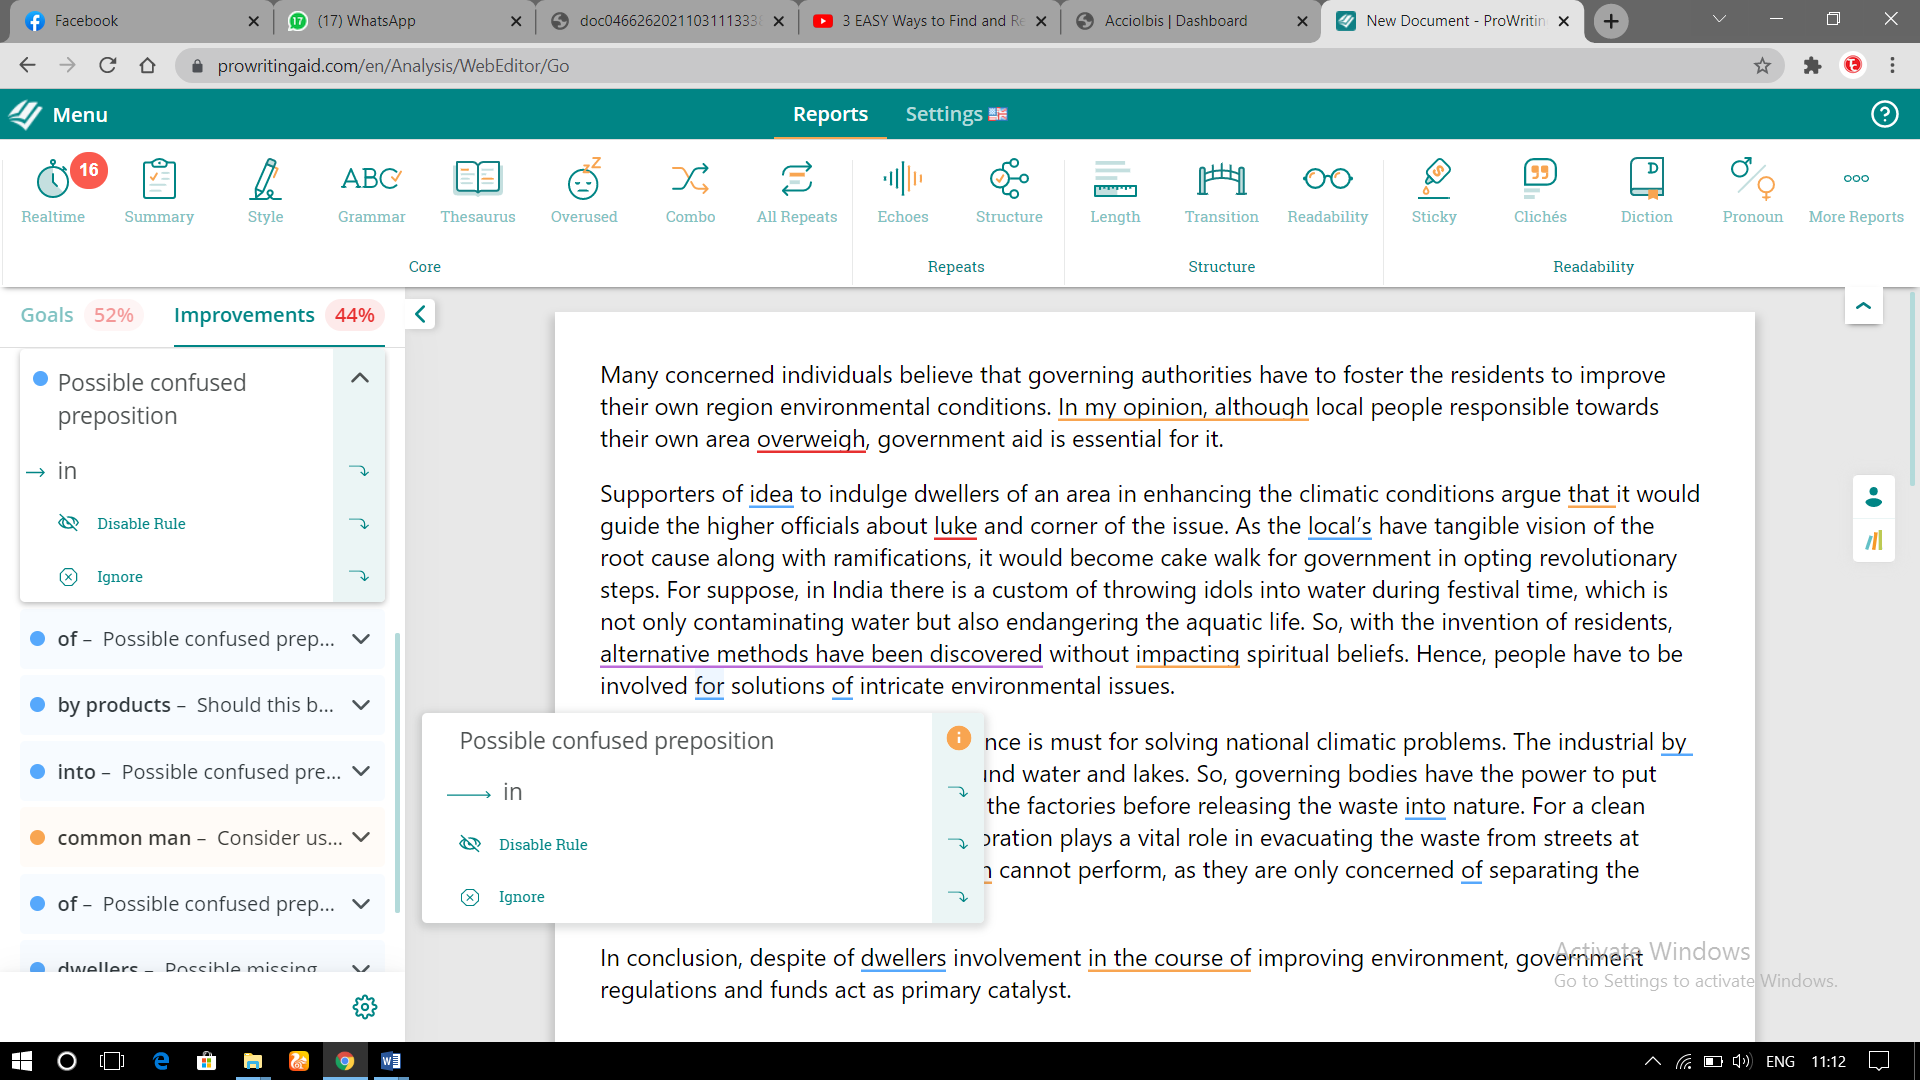 Facebook
(17) WhatsApp
doc04662620211031113338
3 EASY Ways to Find and Re
Acciolbis | Dashboard
New Document - ProWritin
prowritingaid.com/en/Analysis/WebEditor/Go
Menu
Reports
Settings
16
Realtime
Summary
Style
ABC
Grammar
Thesaurus
Overused
Combo
All Repeats
Echoes
Structure
Length
Transition
Readability
Sticky
Clichés
Diction
Pronoun
More Reports
Core
Repeats
Structure
Readability
Goals 52%
Improvements 44%
Possible confused
preposition
in
Disable Rule
Ignore
of – Possible confused prep...
by products – Should this b...
into – Possible confused pre...
common man – Consider us...
of – Possible confused prep...
dwellers – Possible missing
Many concerned individuals believe that governing authorities have to foster the residents to improve
their own region environmental conditions. In my opinion, although local people responsible towards
their own area overweigh, government aid is essential for it.
Supporters of idea to indulge dwellers of an area in enhancing the climatic conditions argue that it would
guide the higher officials about luke and corner of the issue. As the local's have tangible vision of the
root cause along with ramifications, it would become cake walk for government in opting revolutionary
steps. For suppose, in India there is a custom of throwing idols into water during festival time, which is
not only contaminating water but also endangering the aquatic life. So, with the invention of residents,
alternative methods have been discovered without impacting spiritual beliefs. Hence, people have to be
involved for solutions of intricate environmental issues.
Possible confused preposition
in
Disable Rule
Ignore
nce is must for solving national climatic problems. The industrial by
und water and lakes. So, governing bodies have the power to put
the factories before releasing the waste into nature. For a clean
oration plays a vital role in evacuating the waste from streets at
cannot perform, as they are only concerned of separating the
In conclusion, despite of dwellers involvement in the course of improving environment, government
regulations and funds act as primary catalyst.
Activate Windows
Go to Settings to activate Windows.
ENG
11:12